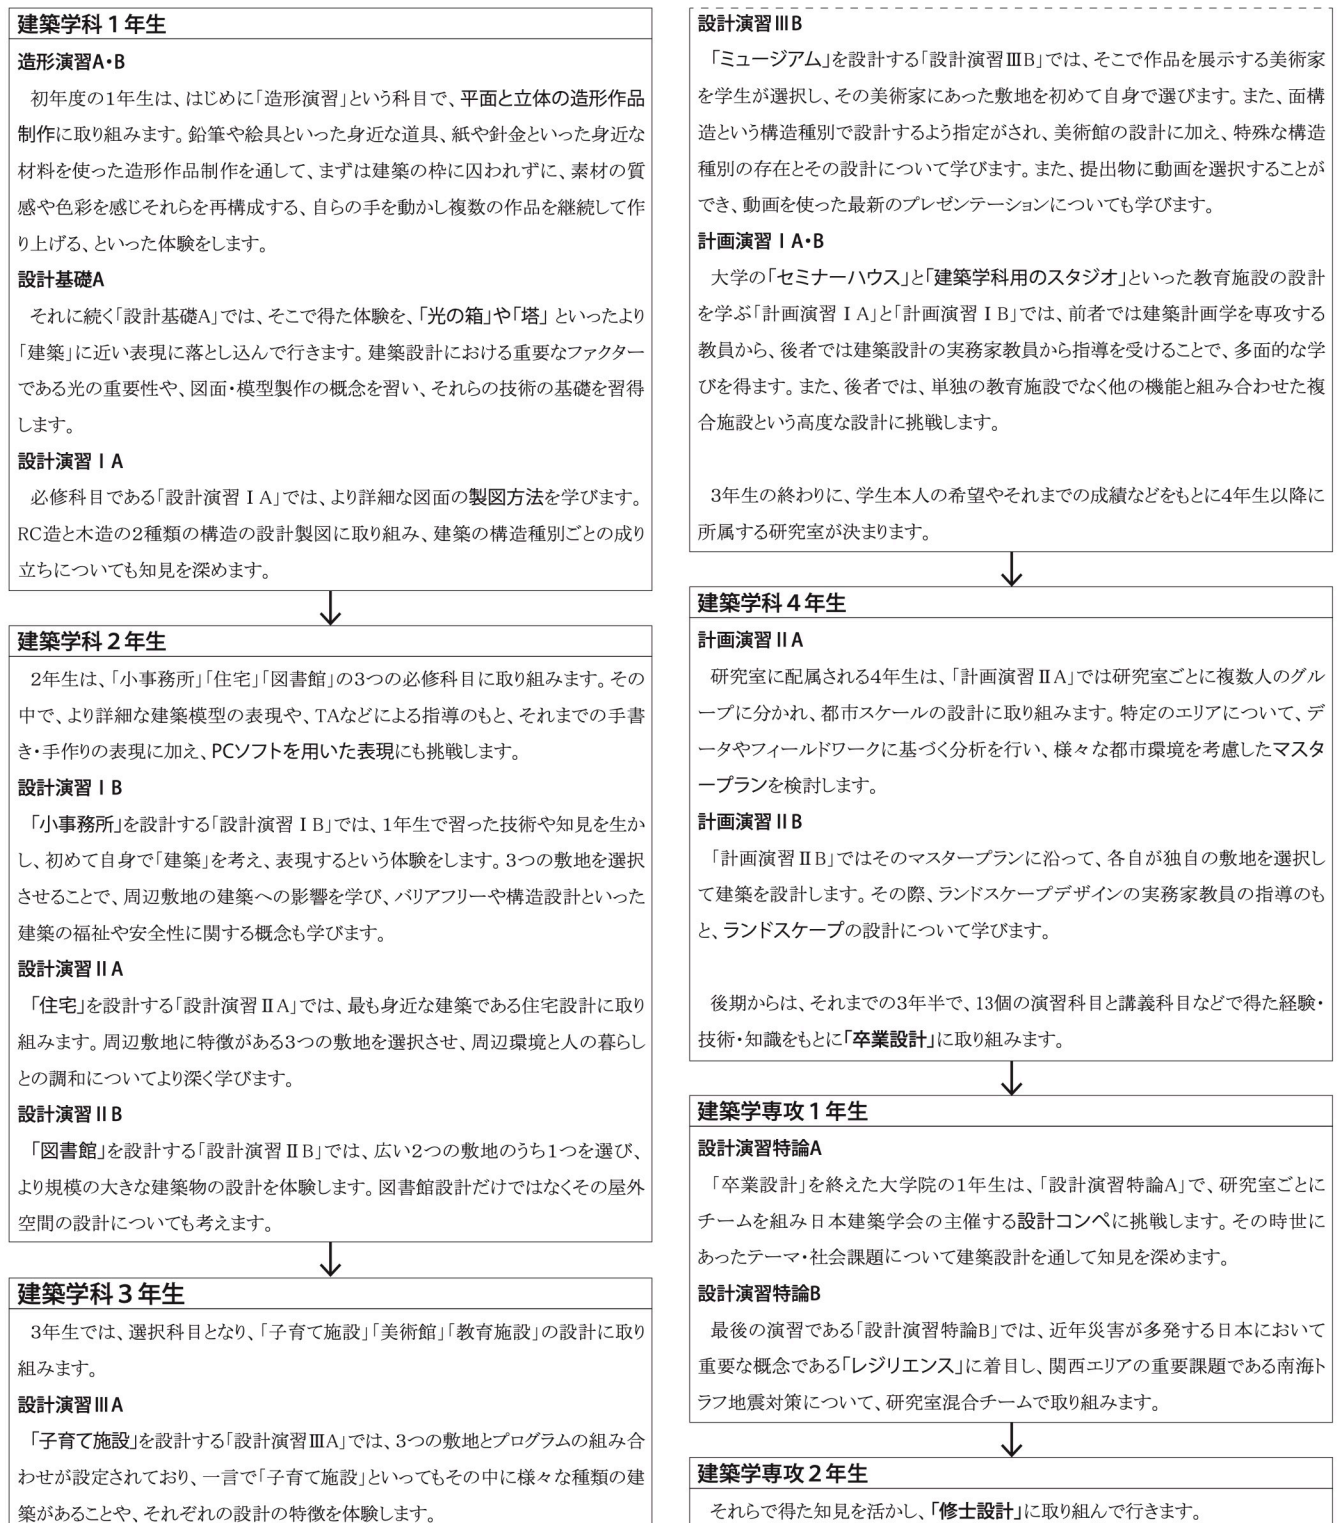 建築学科１年生
造形演習A・B
初年度の1年生は、はじめに「造形演習」という科目で、平面と立体の造形作品
制作に取り組みます。鉛筆や絵具といった身近な道具、紙や針金といった身近な
材料を使った造形作品制作を通して、まずは建築の枠に囚われずに、素材の質
感や色彩を感じそれらを再構成する、自らの手を動かし複数の作品を継続して作
り上げる、といった体験をします。
設計基礎A
それに続く「設計基礎A」では、そこで得た体験を、「光の箱」や「塔」といったより
「建築」に近い表現に落とし込んで行きます。建築設計における重要なファクター
である光の重要性や、図面・模型製作の概念を習い、それらの技術の基礎を習得
します。
設計演習ⅠA
必修科目である「設計演習ⅠA」では、より詳細な図面の製図方法を学びます。
RC造と木造の2種類の構造の設計製図に取り組み、建築の構造種別ごとの成り
立ちについても知見を深めます。
建築学科２年生
2年生は、「小事務所」「住宅」「図書館」の3つの必修科目に取り組みます。その
中で、より詳細な建築模型の表現や、TAなどによる指導のもと、それまでの手書
き・手作りの表現に加え、PCソフトを用いた表現にも挑戦します。
設計演習ⅠB
「小事務所」を設計する「設計演習ⅠB」では、1年生で習った技術や知見を生か
し、初めて自身で「建築」を考え、表現するという体験をします。3つの敷地を選択
させることで、周辺敷地の建築への影響を学び、バリアフリーや構造設計といった
建築の福祉や安全性に関する概念も学びます。
設計演習ⅡA
「住宅」を設計する「設計演習ⅡA」では、最も身近な建築である住宅設計に取り
組みます。周辺敷地に特徴がある3つの敷地を選択させ、周辺環境と人の暮らし
との調和についてより深く学びます。
設計演習ⅡB
「図書館」を設計する「設計演習ⅡB」では、広い2つの敷地のうち1つを選び、
より規模の大きな建築物の設計を体験します。図書館設計だけではなくその屋外
空間の設計についても考えます。
建築学科３年生
3年生では、選択科目となり、「子育て施設」「美術館」「教育施設」の設計に取り
組みます。
設計演習ⅢA
「子育て施設」を設計する「設計演習ⅢA」では、3つの敷地とプログラムの組み合
わせが設定されており、一言で「子育て施設」といってもその中に様々な種類の建
築があることや、それぞれの設計の特徴を体験します。
設計演習ⅢB
「ミュージアム」を設計する「設計演習ⅢB」では、そこで作品を展示する美術家
を学生が選択し、その美術家にあった敷地を初めて自身で選びます。また、面構
造という構造種別で設計するよう指定がされ、美術館の設計に加え、特殊な構造
種別の存在とその設計について学びます。また、提出物に動画を選択することが
でき、動画を使った最新のプレゼンテーションについても学びます。
計画演習ⅠA・B
大学の「セミナーハウス」と「建築学科用のスタジオ」といった教育施設の設計
を学ぶ「計画演習ⅠA」と「計画演習ⅠB」では、前者では建築計画学を専攻する
教員から、後者では建築設計の実務家教員から指導を受けることで、多面的な学
びを得ます。また、後者では、単独の教育施設でなく他の機能と組み合わせた複
合施設という高度な設計に挑戦します。
3年生の終わりに、学生本人の希望やそれまでの成績などをもとに4年生以降に
所属する研究室が決まります。
建築学科４年生
計画演習ⅡA
研究室に配属される4年生は、「計画演習ⅡA」では研究室ごとに複数人のグル
ープに分かれ、都市スケールの設計に取り組みます。特定のエリアについて、デ
ータやフィールドワークに基づく分析を行い、様々な都市環境を考慮したマスタ
ープランを検討します。
計画演習ⅡB
「計画演習ⅡB」ではそのマスタープランに沿って、各自が独自の敷地を選択し
て建築を設計します。その際、ランドスケープデザインの実務家教員の指導のも
と、ランドスケープの設計について学びます。
後期からは、それまでの3年半で、13個の演習科目と講義科目などで得た経験・
技術・知識をもとに「卒業設計」に取り組みます。
建築学専攻１年生
設計演習特論A
「卒業設計」を終えた大学院の1年生は、「設計演習特論A」で、研究室ごとに
チームを組み日本建築学会の主催する設計コンペに挑戦します。その時世に
あったテーマ・社会課題について建築設計を通して知見を深めます。
設計演習特論B
最後の演習である「設計演習特論B」では、近年災害が多発する日本において
重要な概念である「レジリエンス」に着目し、関西エリアの重要課題である南海ト
ラフ地震対策について、研究室混合チームで取り組みます。
建築学専攻２年生
それらで得た知見を活かし、「修士設計」に取り組んで行きます。